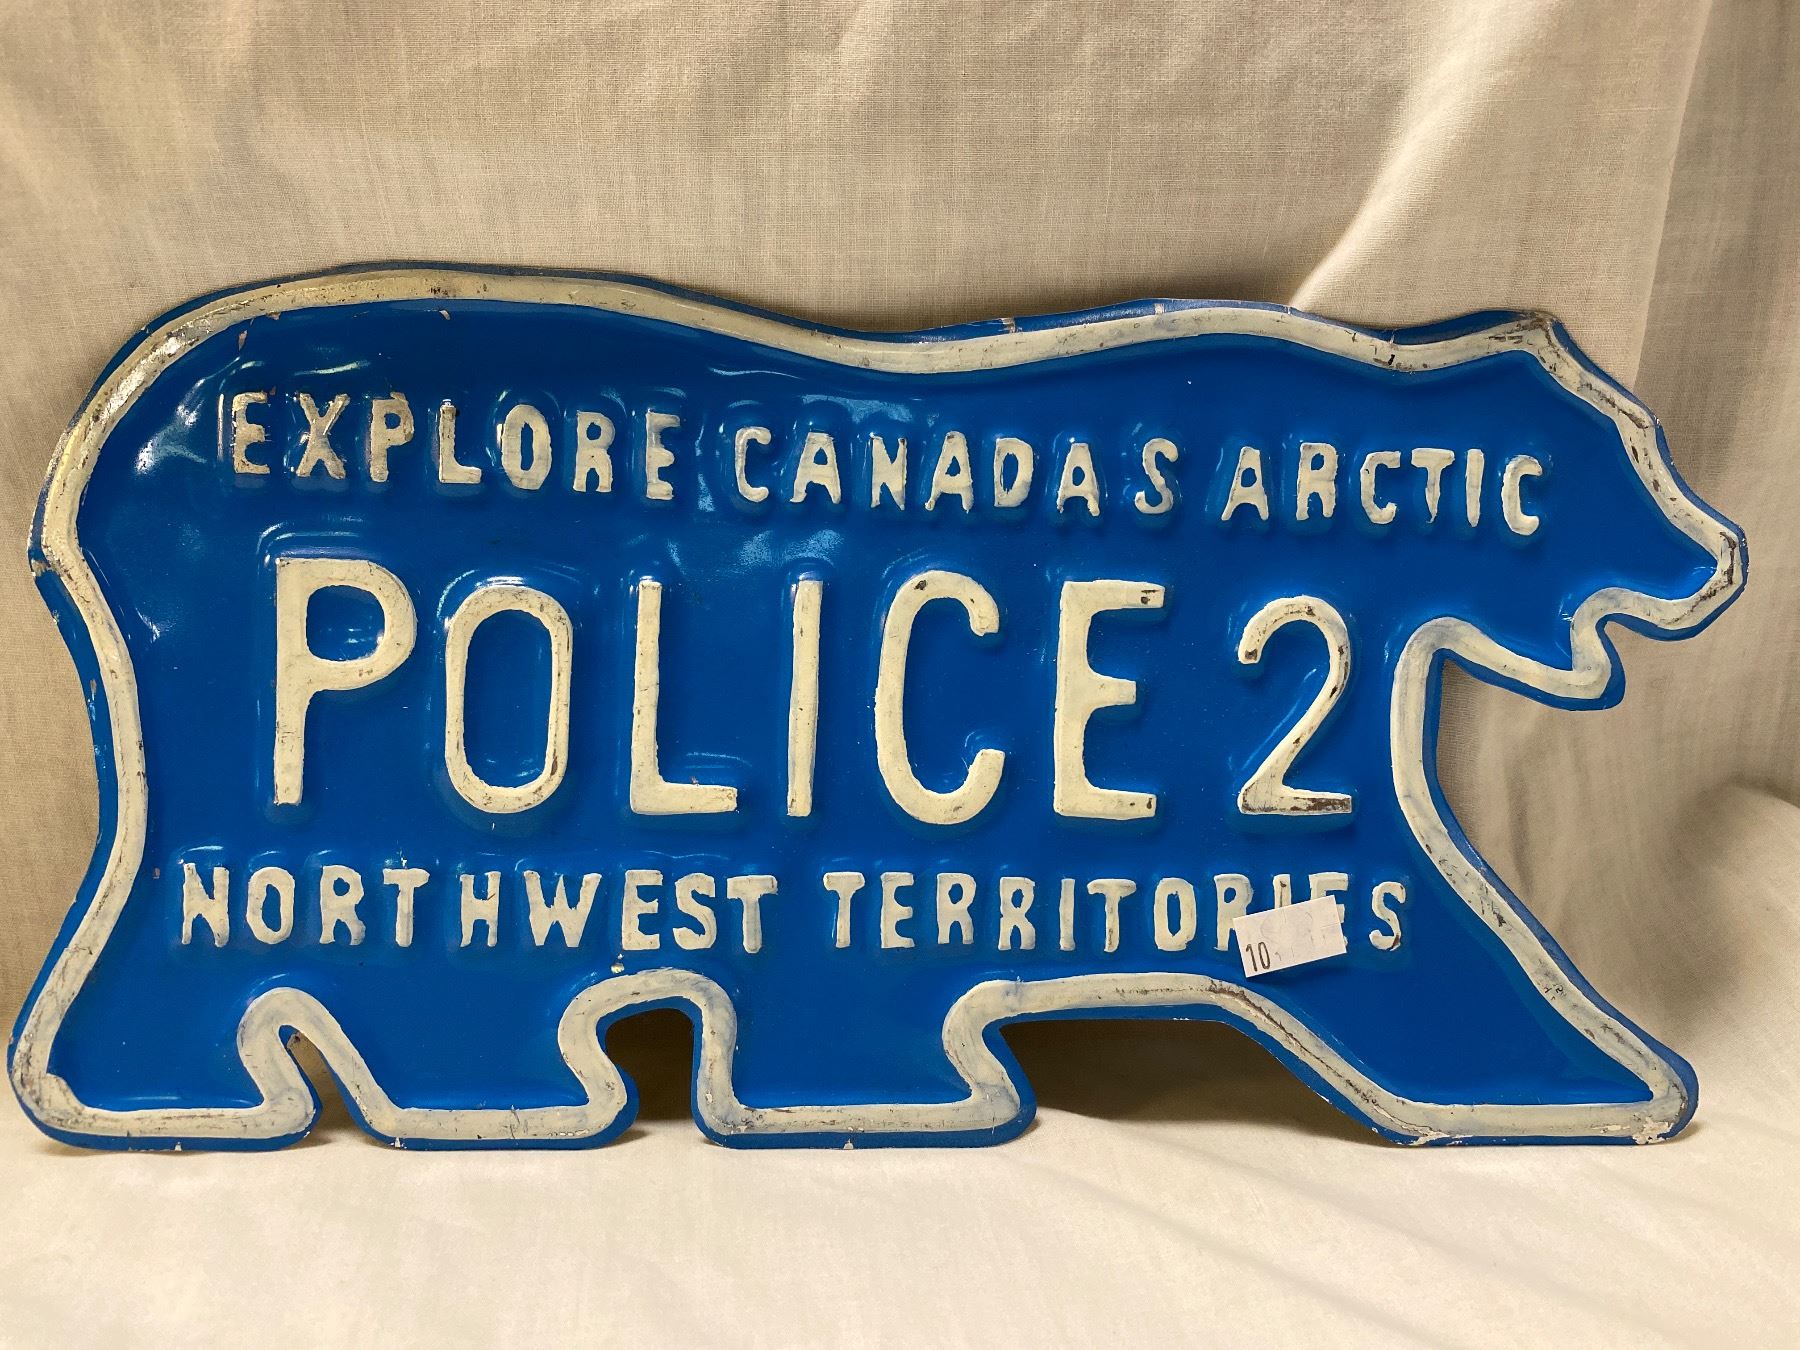 EXPLORE CANADAS ARCTIC
POLICE 2
NORTHWEST TERRITORIES
10